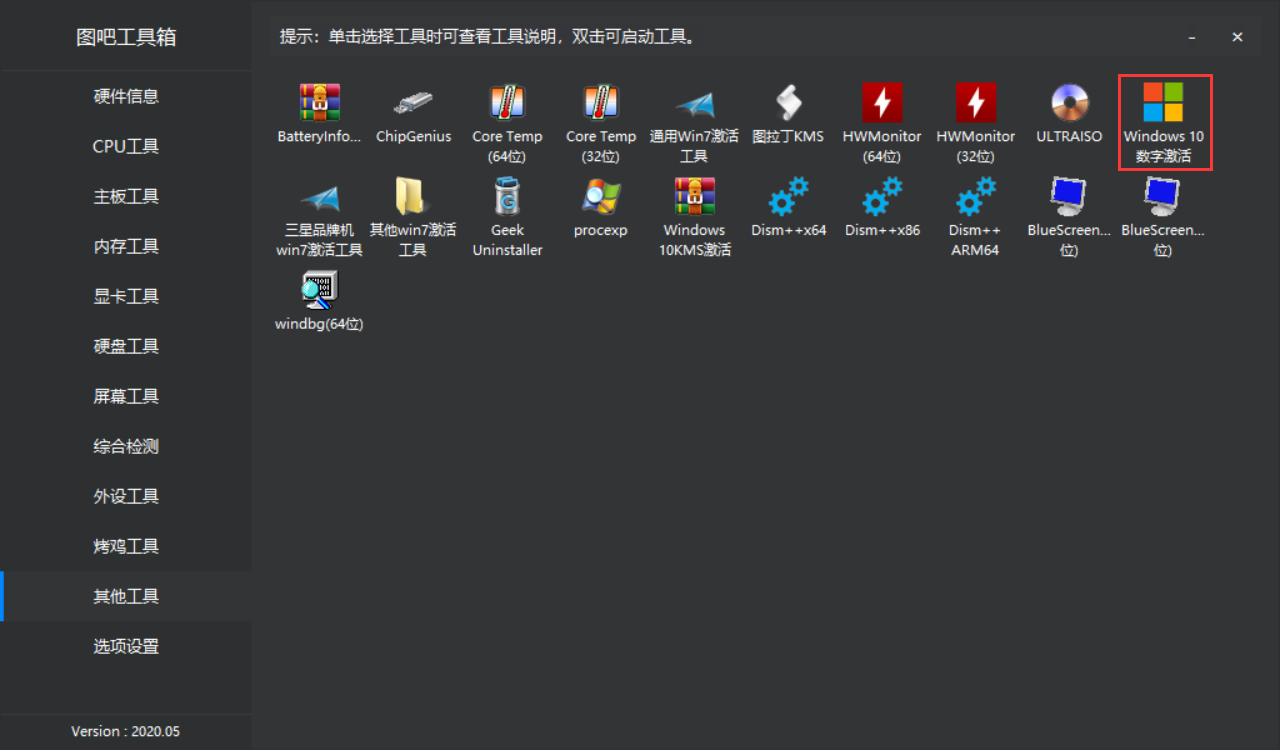 图吧工具箱
提示：单击选择工具时可查看工具说明，双击可启动工具。
硬件信息
CPU工具
主板工具
内存工具
显卡工具
硬盘工具
屏幕工具
综合检测
外设工具
烤鸡工具
其他工具
选项设置
Version : 2020.05
BatteryInfo...
ChipGenius
Core Temp
(64位)
Core Temp
(32位)
通用Win7激活
工具
图拉丁KMS
HWMonitor
(64位)
HWMonitor
(32位)
ULTRAISO
Windows 10
数字激活
三星品牌机
win7激活工具
其他win7激活
工具
Geek
Uninstaller
procexp
Windows
10KMS激活
Dism++x64
Dism++x86
Dism++
ARM64
BlueScreen...
位)
BlueScreen...
位)
windbg(64位)